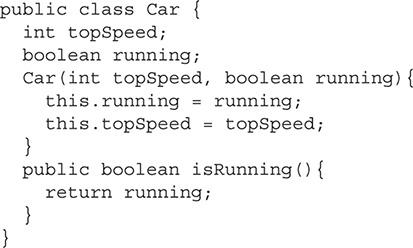 public class Car {
  int topSpeed;
  boolean running;
  Car(int topSpeed, boolean running){
    this.running = running;
    this.topSpeed = topSpeed;
  }
  public boolean isRunning(){
    return running;
  }
}